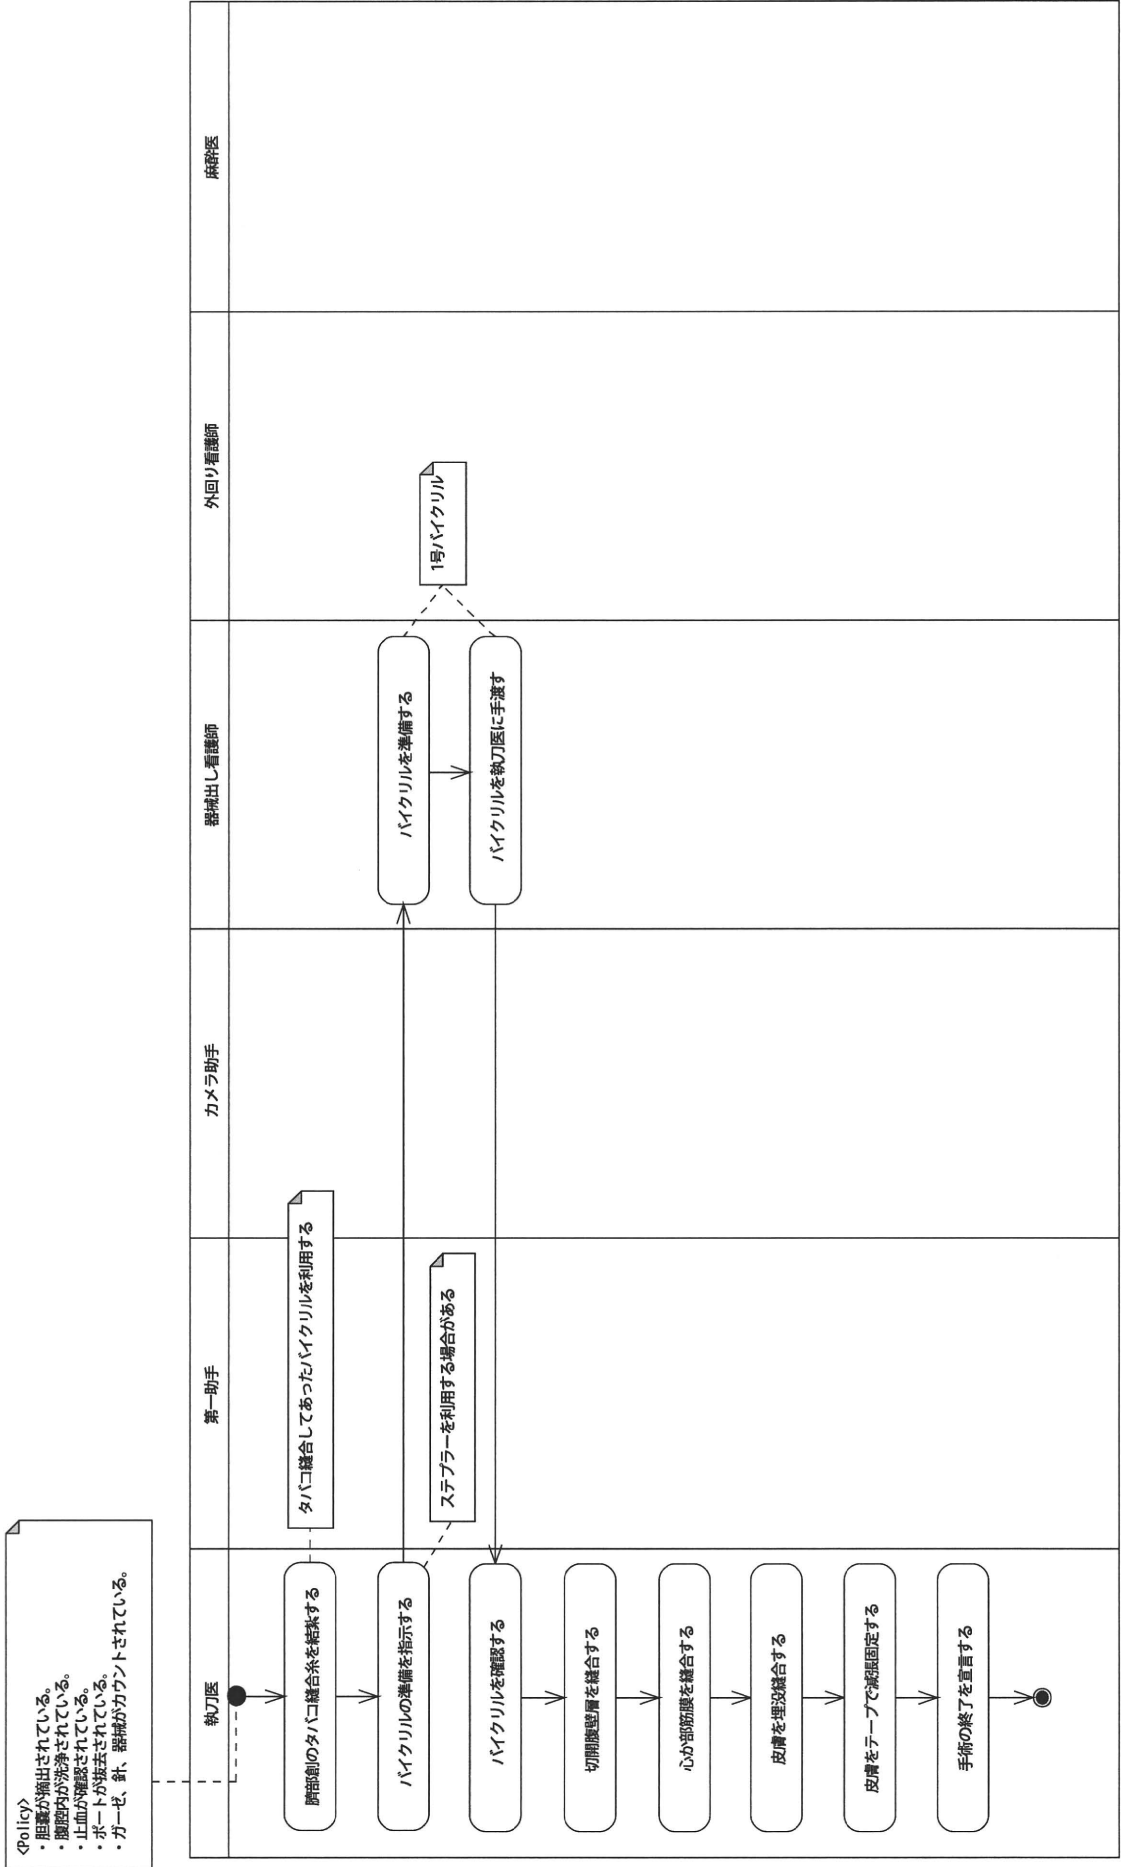 <Policy>
・胆嚢が摘出されている。
・腹腔内が洗浄されている。
・止血が確認されている。
・ポートが抜去されている。
・ガーゼ、針、器械がカウントされている。
執刀医
第一助手
カメラ助手
器械出し看護師
外回り看護師
麻酔医
臍部創のタバコ縫合糸を結紮する
タバコ縫合してあったバイクリルを利用する
バイクリルの準備を指示する
ステプラーを利用する場合がある
バイクリルを準備する
1号バイクリル
バイクリルを執刀医に手渡す
バイクリルを確認する
切開腹壁層を縫合する
心か部筋膜を縫合する
皮膚を埋没縫合する
皮膚をテープで減張固定する
手術の終了を宣言する